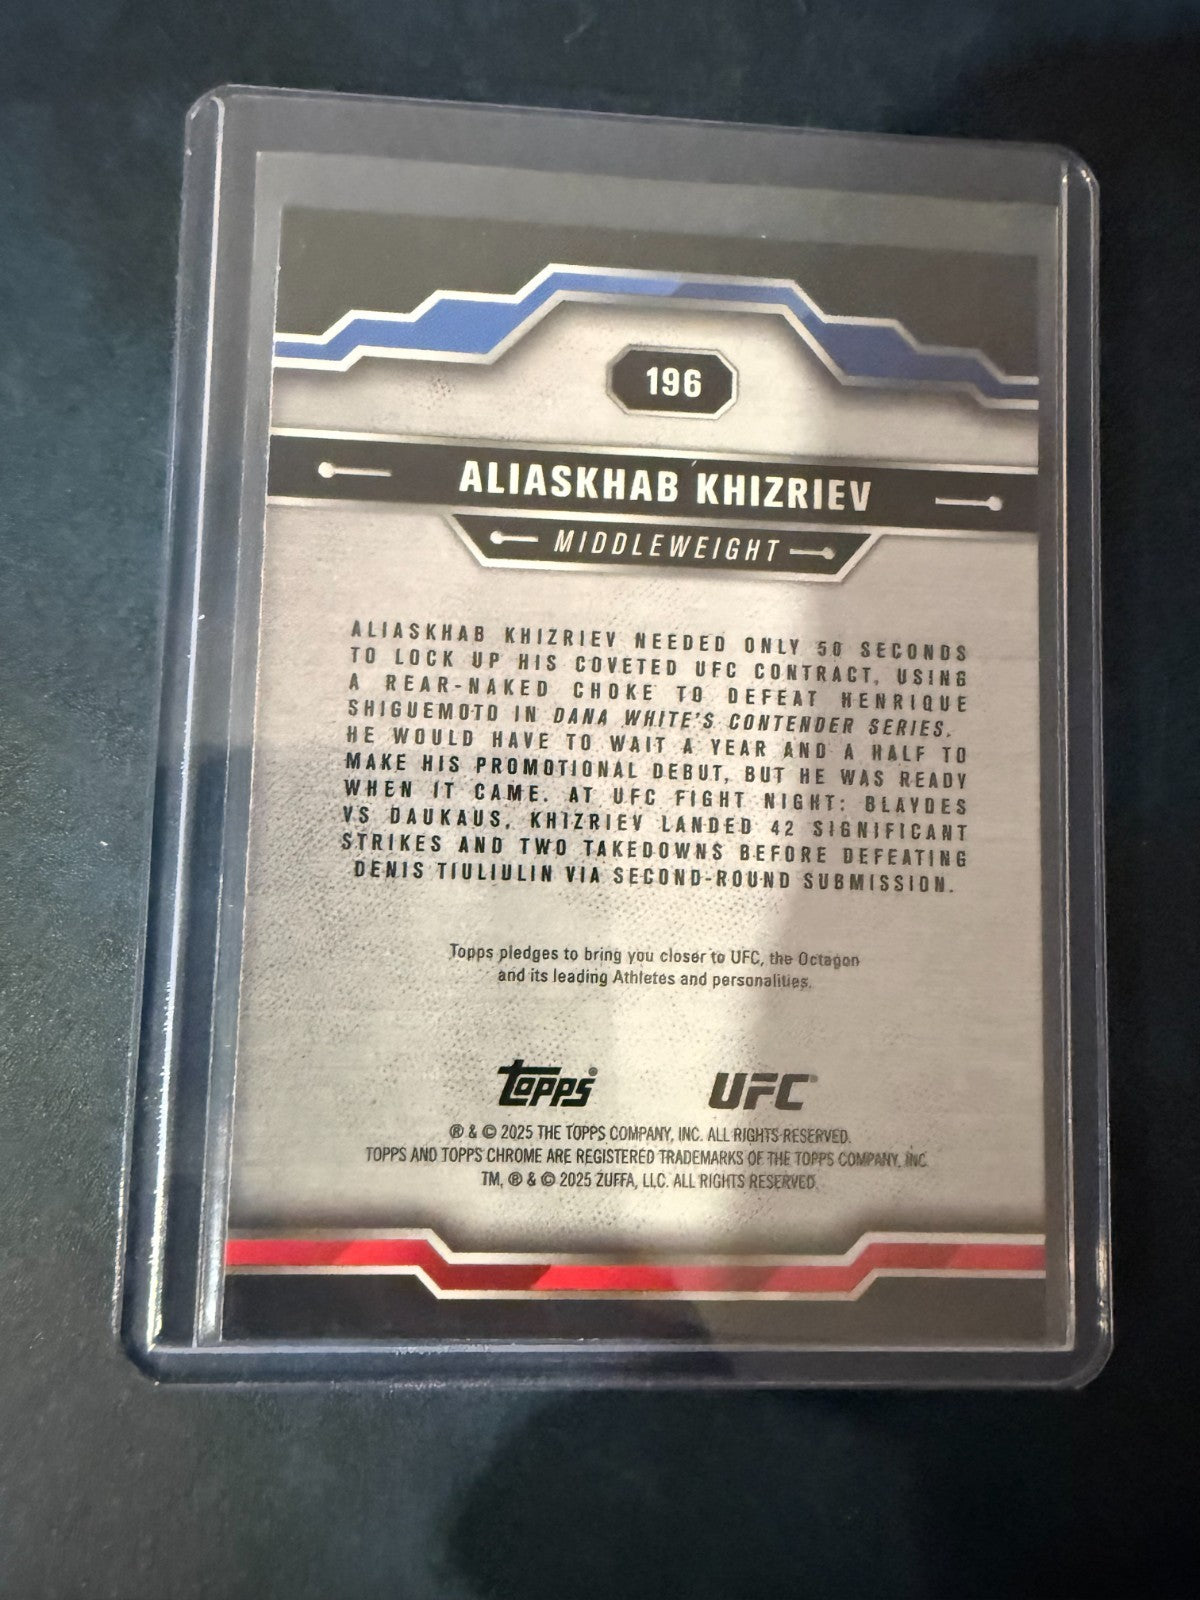 196
ALIASKHAB KHIZRIEV
MIDDLEWEIGHT
ALIASKHAB KHIZRIEV NEEDED ONLY 50 SECONDS
TO LOCK UP HIS COVETED UFC CONTRACT, USING
A REAR-NAKED CHOKE TO DEFEAT HENRIQUE
SHIGUEMOTO IN DANA WHITE'S CONTENDER SERIES.
HE WOULD HAVE TO WAIT A YEAR AND A HALF TO
MAKE HIS PROMOTIONAL DEBUT, BUT HE WAS READY
WHEN IT CAME. AT UFC FIGHT NIGHT: BLAYDES
VS DAUKAUS, KHIZRIEV LANDED 42 SIGNIFICANT
STRIKES AND TWO TAKEDOWNS BEFORE DEFEATING
DENIS TIULIULIN VIA SECOND-ROUND SUBMISSION.
Topps pledges to bring you closer to UFC, the Octagon
and its leading Athletes and personalities.
Topps® UFC®
® & © 2025 THE TOPPS COMPANY, INC. ALL RIGHTS RESERVED.
TOPPS AND TOPPS CHROME ARE REGISTERED TRADEMARKS OF THE TOPPS COMPANY, INC.
TM, ® & © 2025 ZUFFA, LLC. ALL RIGHTS RESERVED.